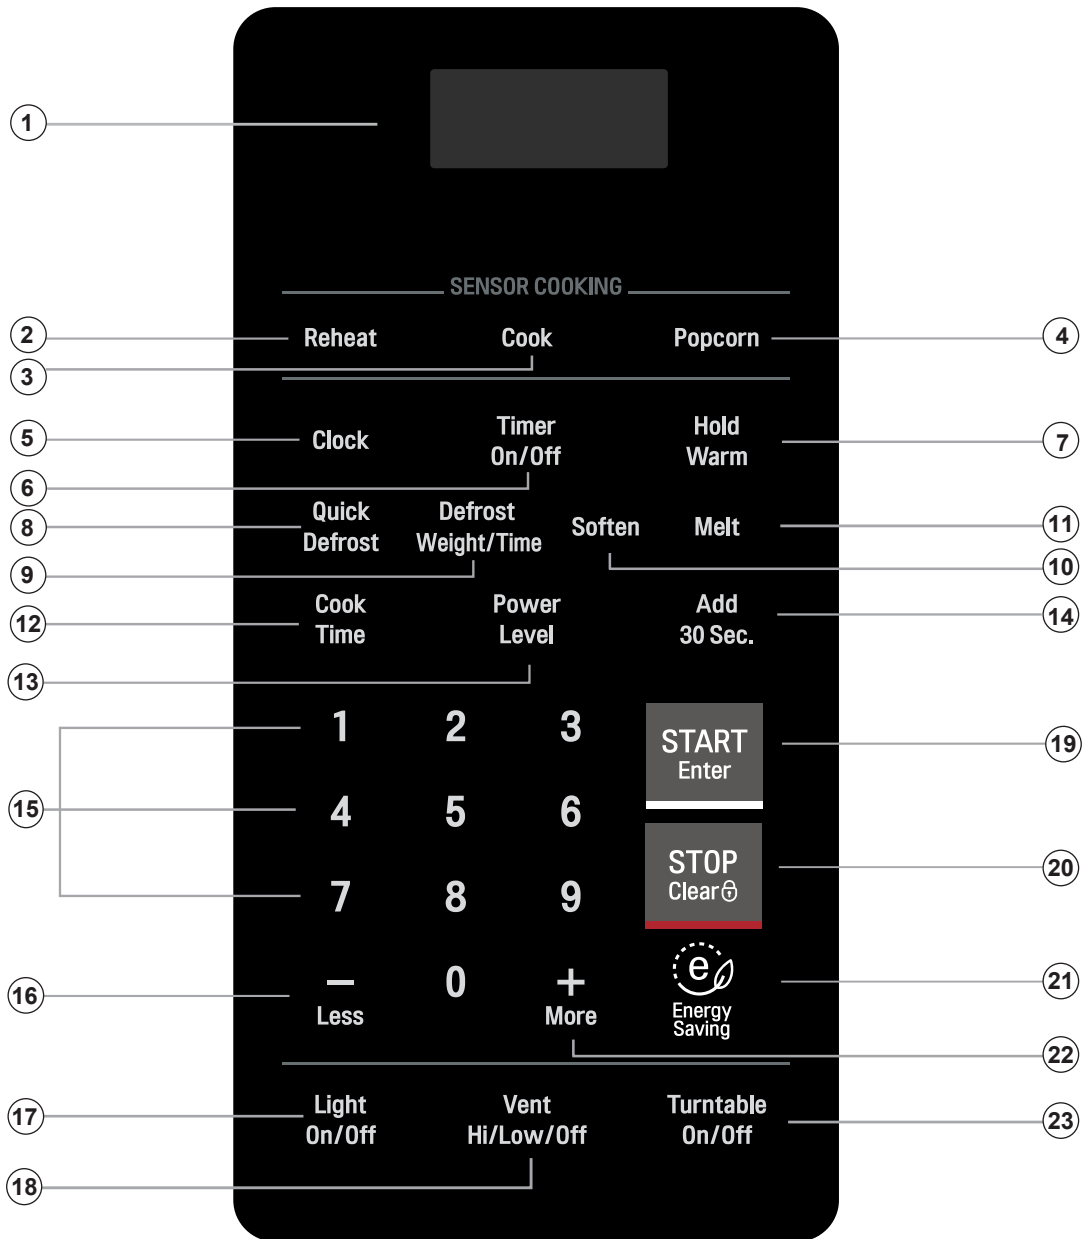 1
SENSOR COOKING
2 Reheat Cook Popcorn 4
3
5 Clock Timer On/Off Hold Warm 7
6
8 Quick Defrost Defrost Weight/Time Soften Melt 11
9 10
12 Cook Time Power Level Add 30 Sec. 14
13
1 2 3 START Enter 19
15 4 5 6
7 8 9 STOP Clear 20
16 – Less 0 + More e Energy Saving 21
22
17 Light On/Off Vent Hi/Low/Off Turntable On/Off 23
18